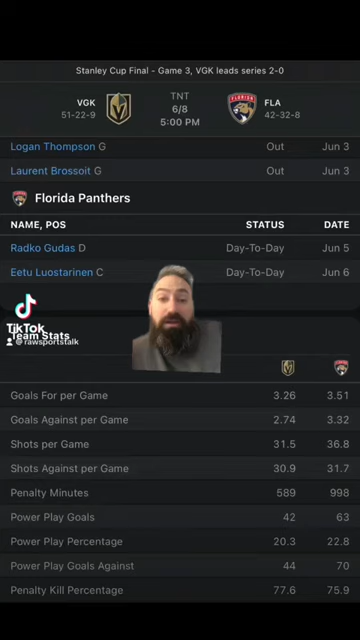 Stanley Cup Final - Game 3, VGK leads series 2-0
VGK
51-22-9
TNT
6/8
5:00 PM
FLA
42-32-8
Logan Thompson G Out Jun 3
Laurent Brossoit G Out Jun 3
Florida Panthers
NAME, POS STATUS DATE
Radko Gudas D Day-To-Day Jun 5
Eetu Luostarinen C Day-To-Day Jun 6
TikTok
Team Stats
@ rawsportstalk
Goals For per Game 3.26 3.51
Goals Against per Game 2.74 3.32
Shots per Game 31.5 36.8
Shots Against per Game 30.9 31.7
Penalty Minutes 589 998
Power Play Goals 42 63
Power Play Percentage 20.3 22.8
Power Play Goals Against 44 70
Penalty Kill Percentage 77.6 75.9